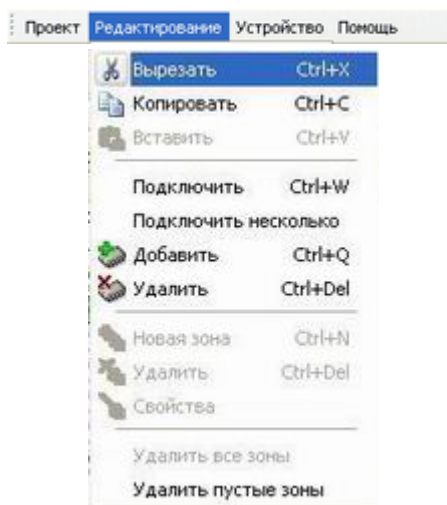 Проект Редактирование Устройство Помощь
Вырезать Ctrl+X
Копировать Ctrl+C
Вставить Ctrl+V
Подключить Ctrl+W
Подключить несколько
Добавить Ctrl+Q
Удалить Ctrl+Del
Новая зона Ctrl+N
Удалить Ctrl+Del
Свойства
Удалить все зоны
Удалить пустые зоны